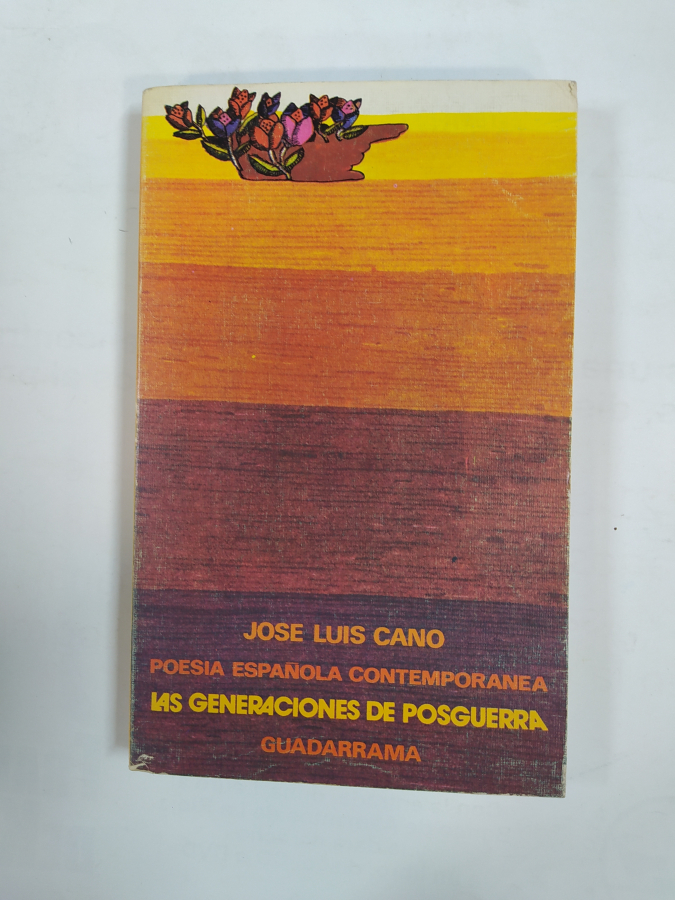 JOSE LUIS CANO
POESIA ESPAÑOLA CONTEMPORANEA
LAS GENERACIONES DE POSGUERRA
GUADARRAMA